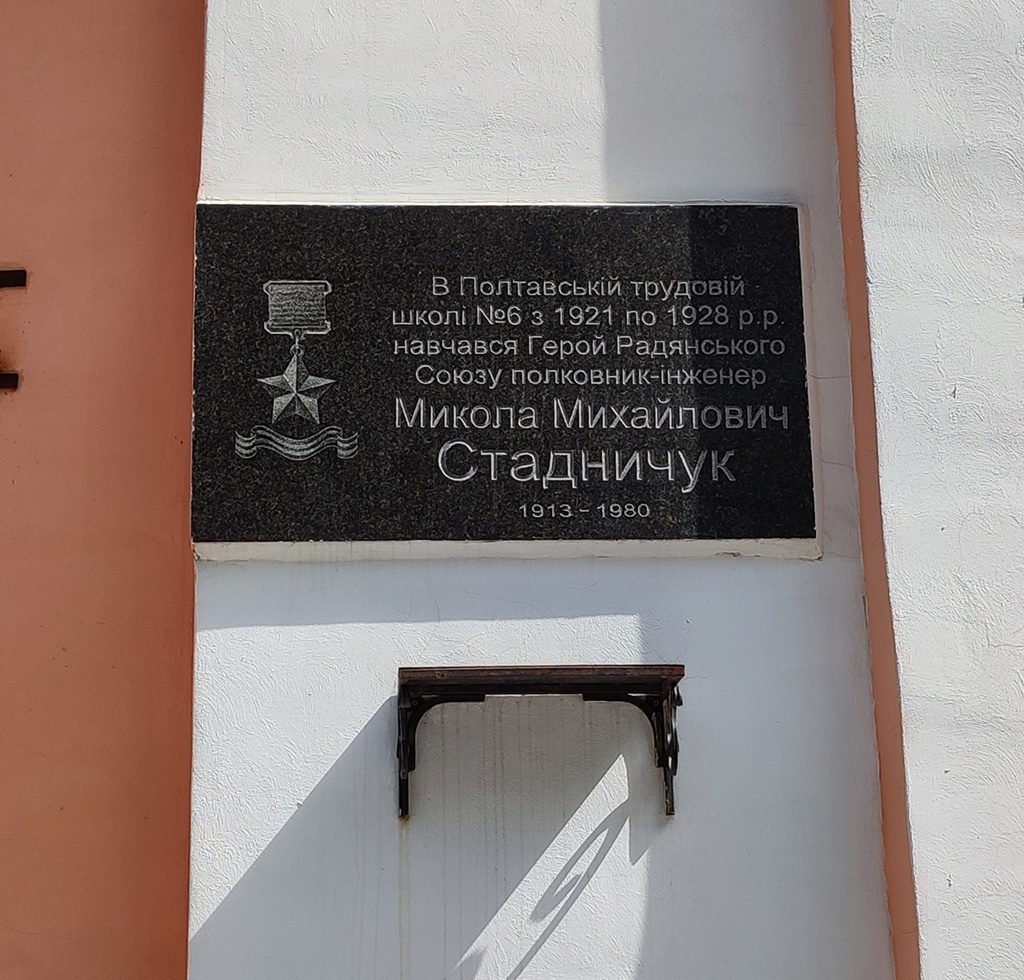 В Полтавській трудовій
школі №6 з 1921 по 1928 р.р.
навчався Герой Радянського
Союзу полковник-інженер
Микола Михайлович
Стадничук
1913 - 1980